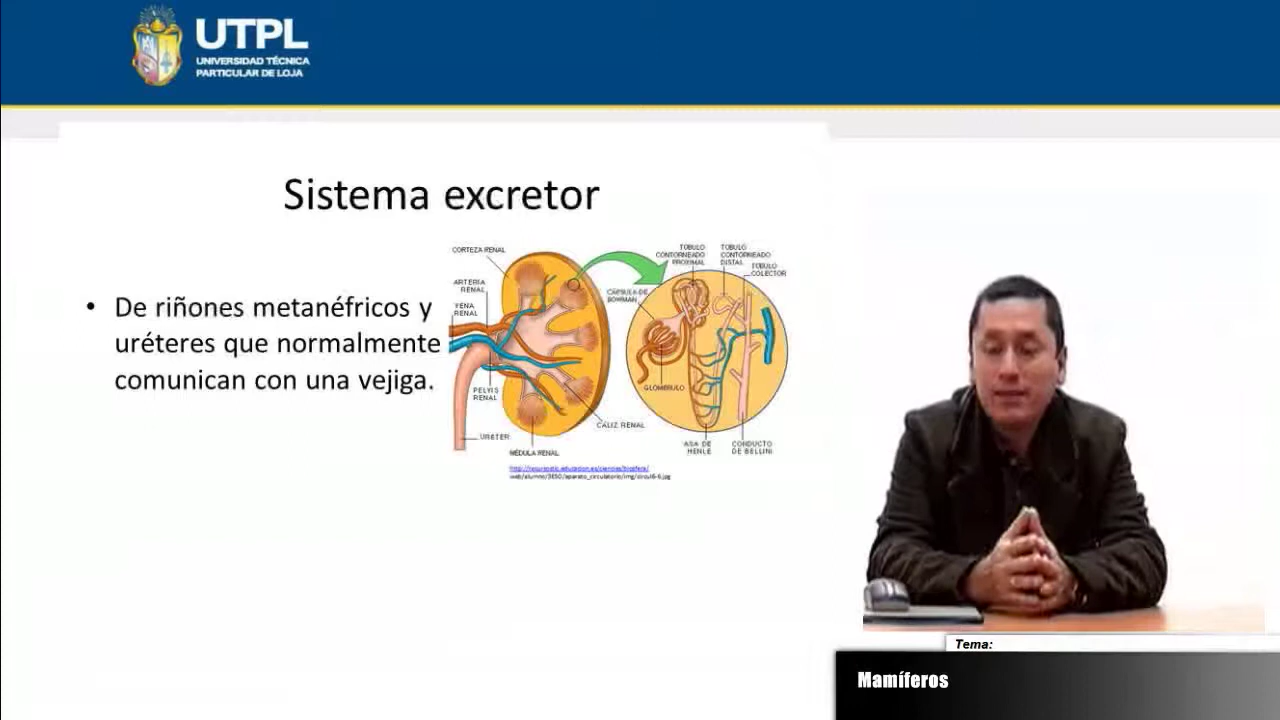 UTPL
UNIVERSIDAD TÉCNICA
PARTICULAR DE LOJA
Sistema excretor
• De riñones metanéfricos y
uréteres que normalmente
comunican con una vejiga.
CORTEZA RENAL
ARTERIA
RENAL
VENA
RENAL
PELVIS
RENAL
URÉTER
MÉDULA RENAL
CÁLIZ RENAL
TÚBULO
CONTORNEADO
PROXIMAL
TÚBULO
CONTORNEADO
DISTAL
TÚBULO
COLECTOR
CÁPSULA DE
BOWMAN
GLOMÉRULO
ASA DE
HENLE
CONDUCTO
DE BELLINI
Tema:
Mamíferos